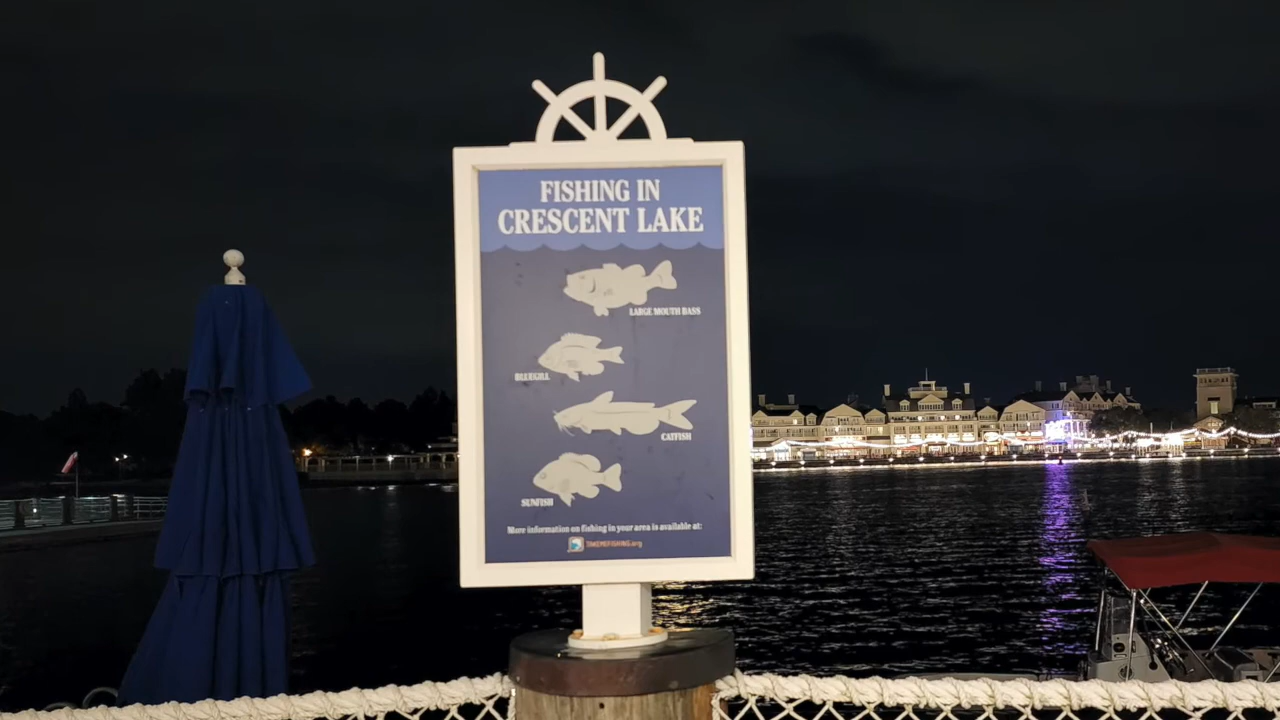 FISHING IN
CRESCENT LAKE
LARGE MOUTH BASS
BLUEGILL
CATFISH
SUNFISH
More information on fishing in your area is available at:
TAKEMEFISHING.org